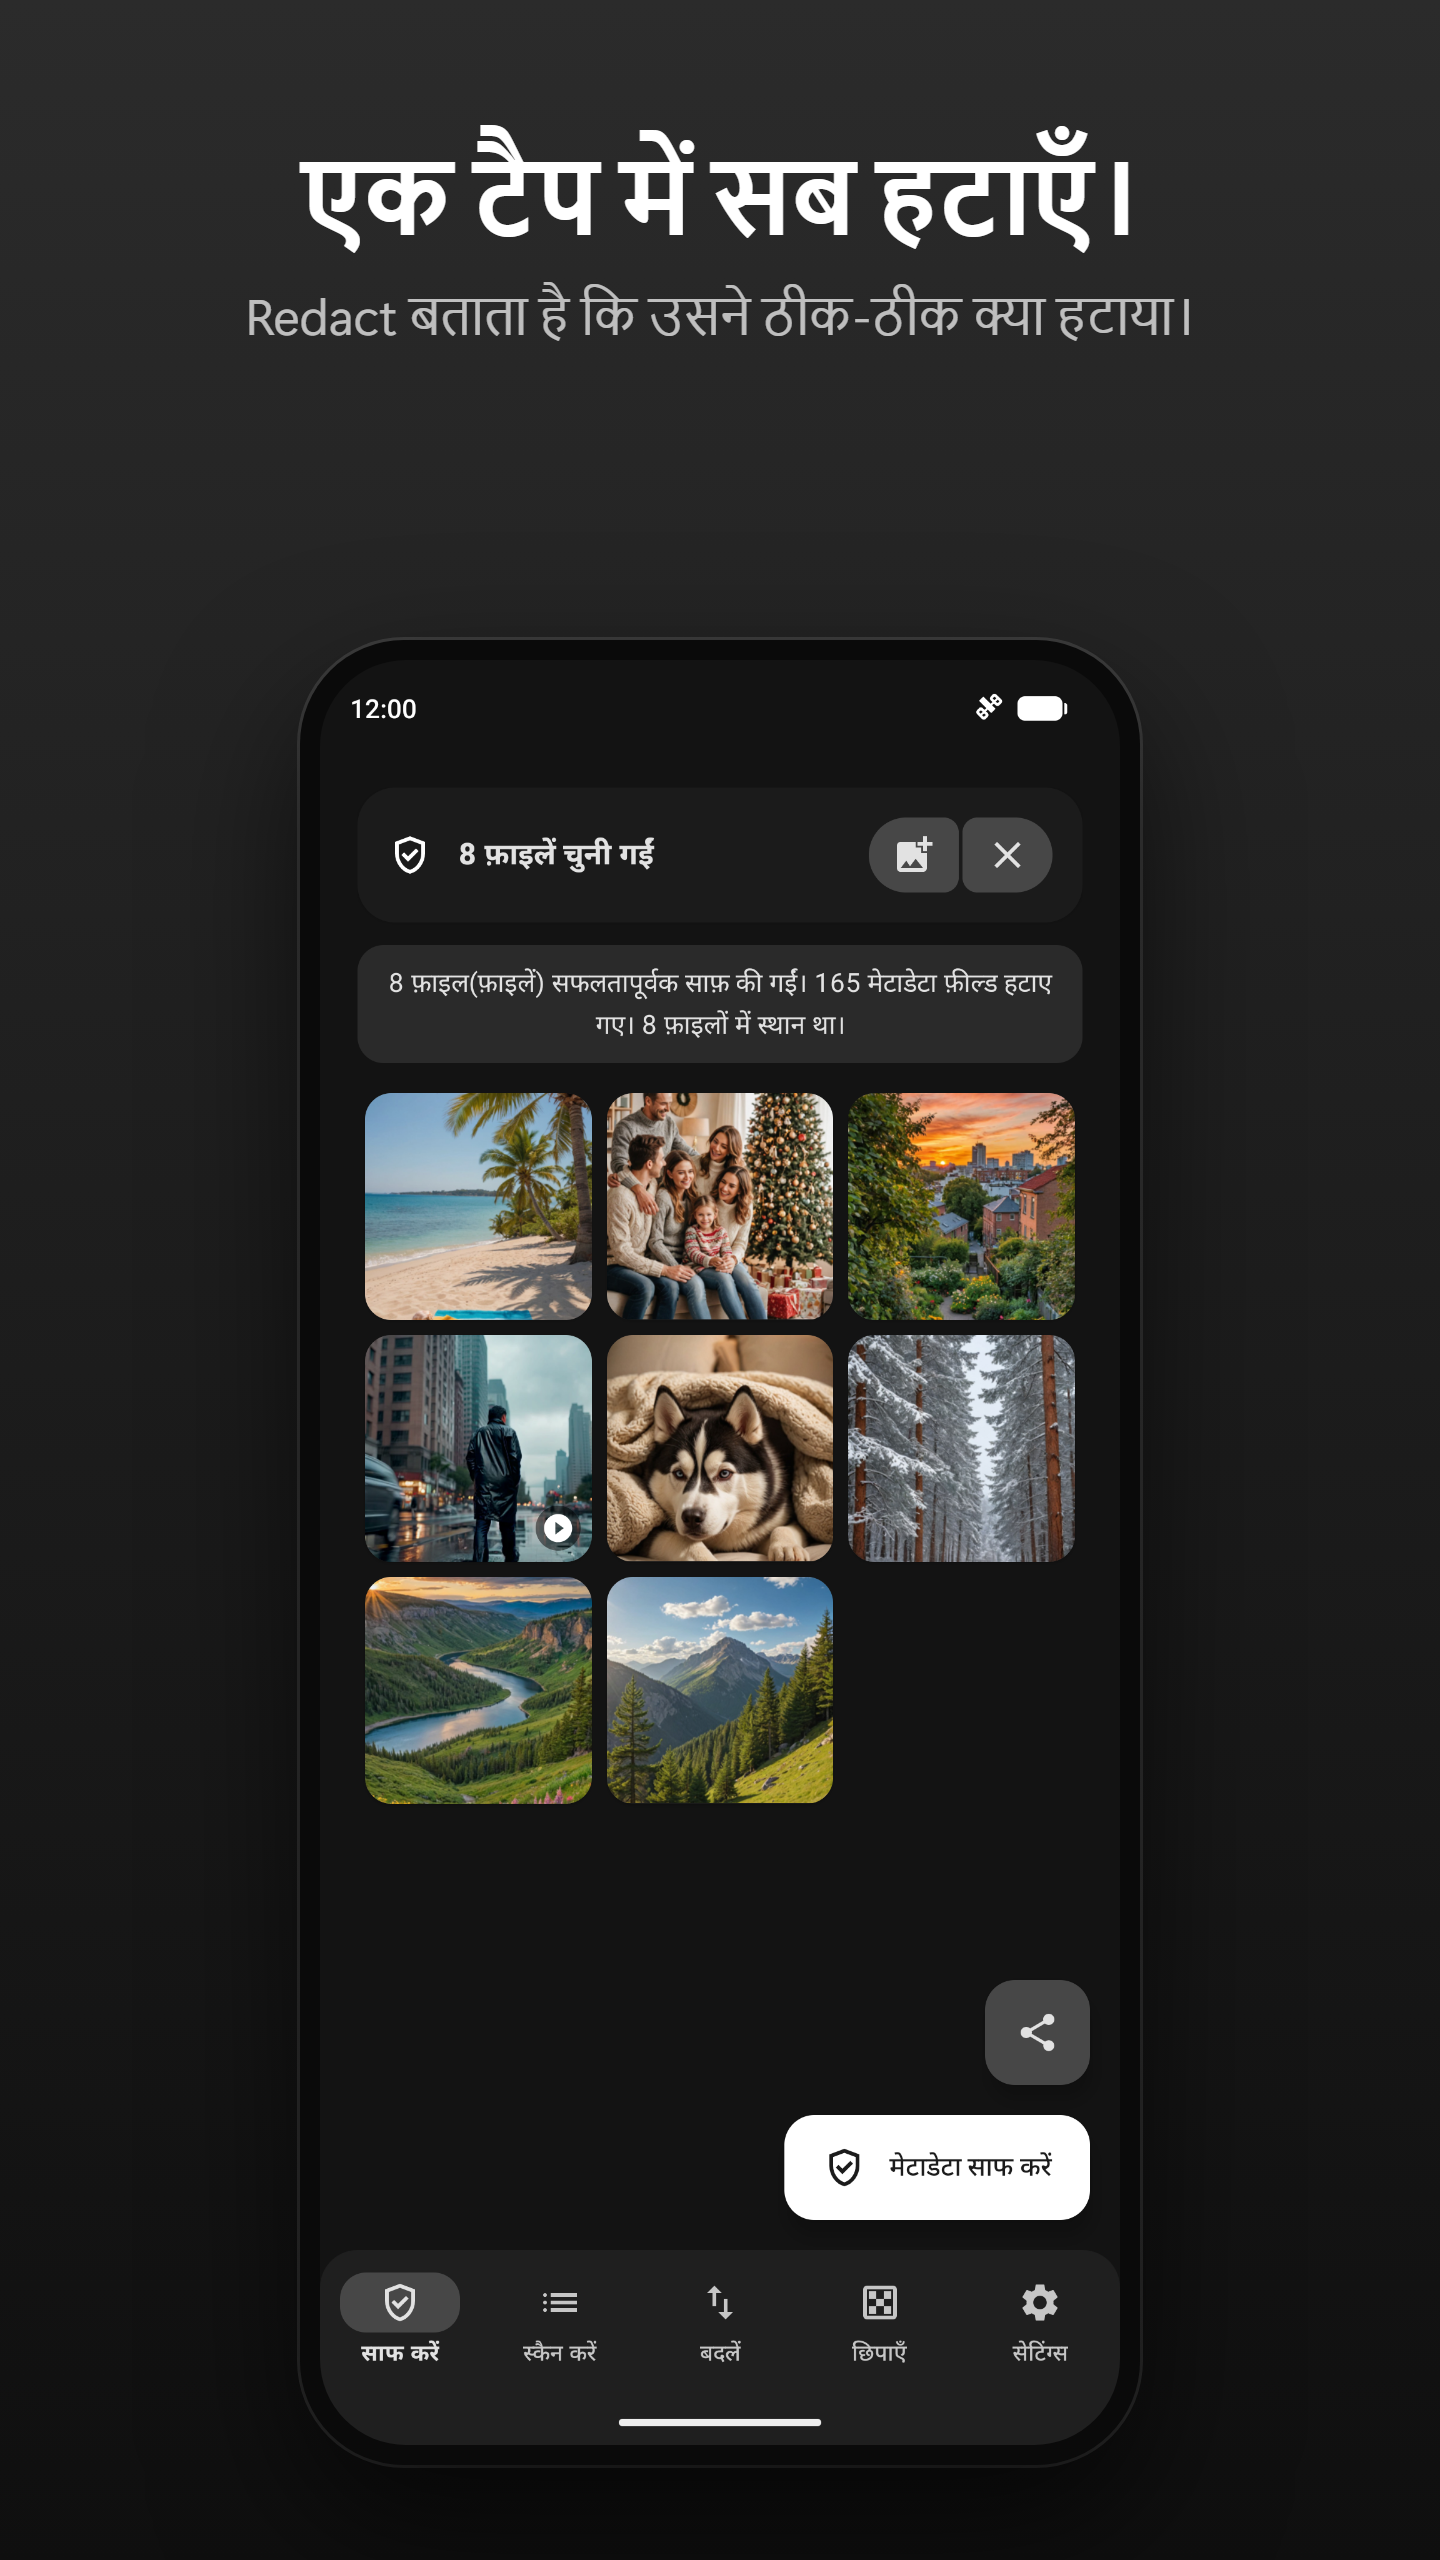 एक टैप में सब हटाएँ।
Redact बताता है कि उसने ठीक-ठीक क्या हटाया।
12:00
8 फ़ाइलें चुनी गईं
8 फ़ाइल(फ़ाइलें) सफलतापूर्वक साफ़ की गईं। 165 मेटाडेटा फ़ील्ड हटाए
गए। 8 फ़ाइलों में स्थान था।
मेटाडेटा साफ करें
साफ करें
स्कैन करें
बदलें
छिपाएँ
सेटिंग्स